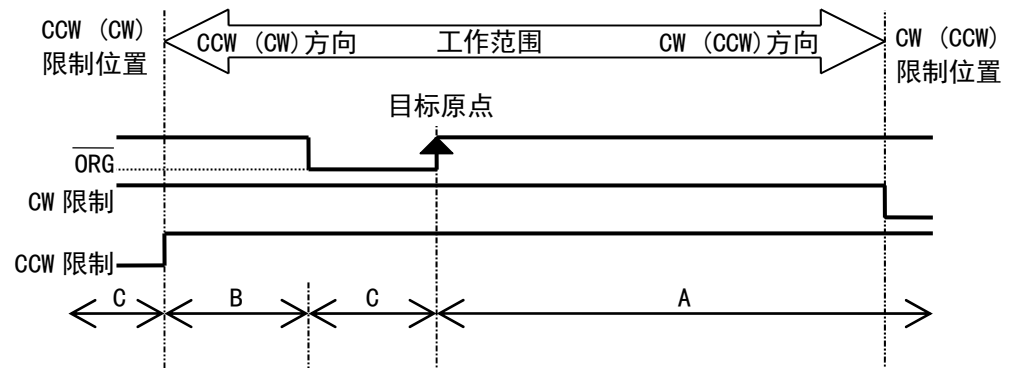 CCW (CW)
限制位置
CCW (CW)方向
工作范围
CW (CCW)方向
CW (CCW)
限制位置
目标原点
ORG
CW 限制
CCW 限制
C
B
C
A